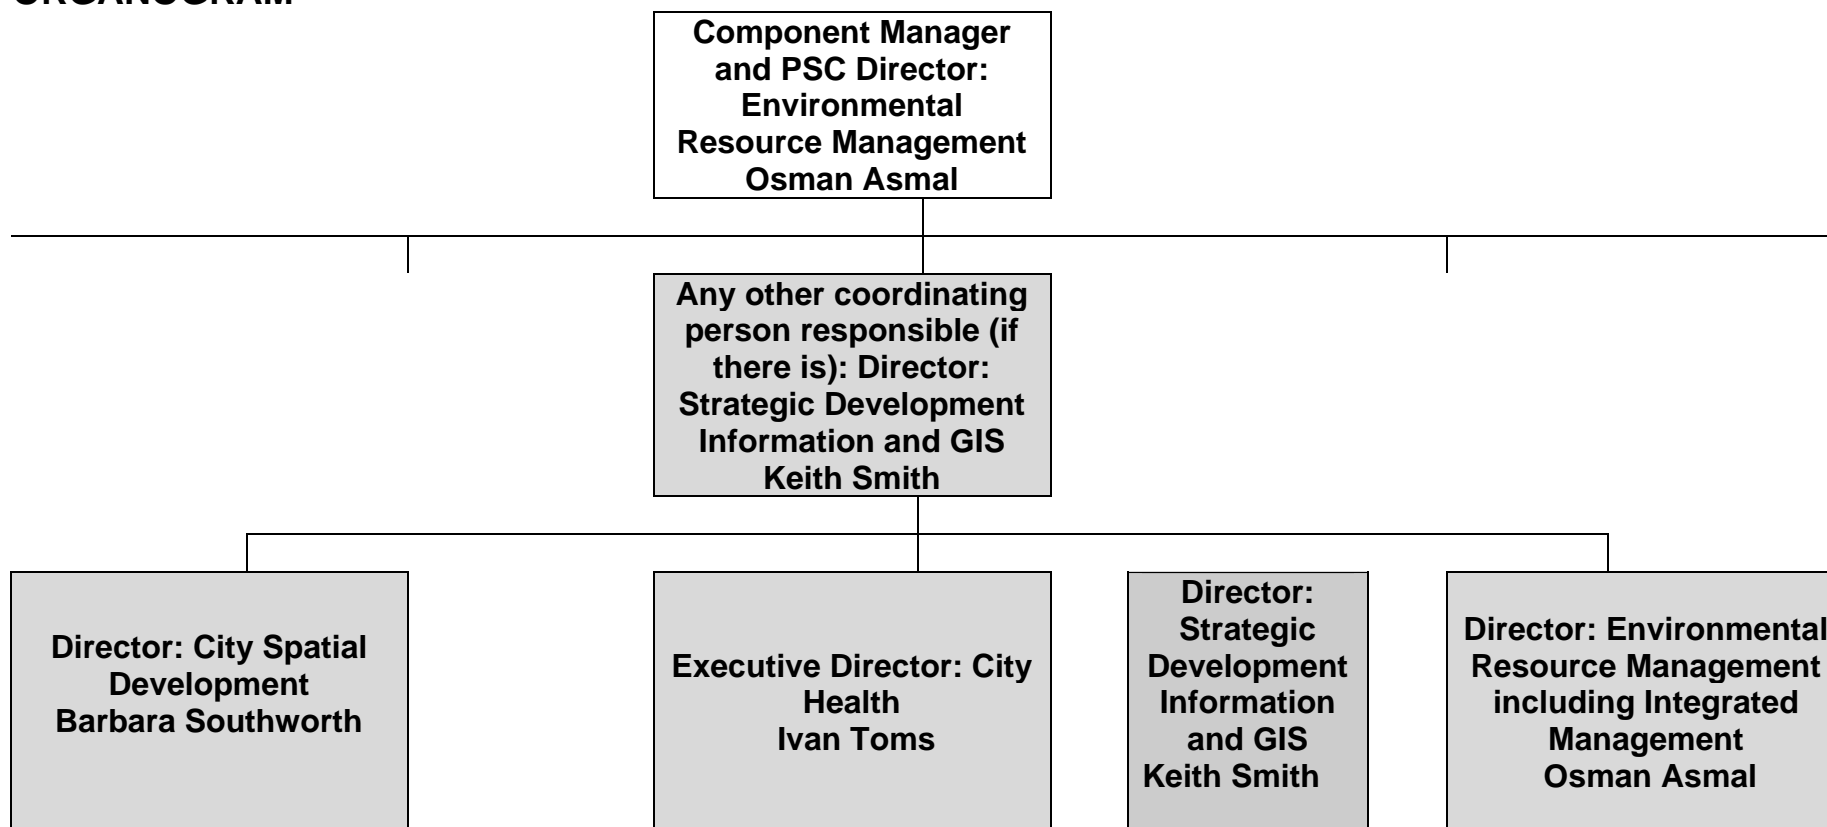 ORGANOGRAM
Component Manager
and PSC Director:
Environmental
Resource Management
Osman Asmal
Any other coordinating
person responsible (if
there is): Director:
Strategic Development
Information and GIS
Keith Smith
Director: City Spatial
Development
Barbara Southworth
Executive Director: City
Health
Ivan Toms
Director:
Strategic
Development
Information
and GIS
Keith Smith
Director: Environmental
Resource Management
including Integrated
Management
Osman Asmal